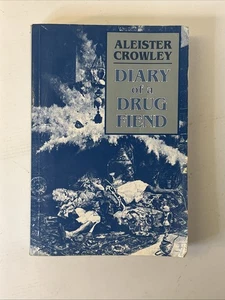 ALEISTER
CROWLEY
DIARY
of a
DRUG
FIEND